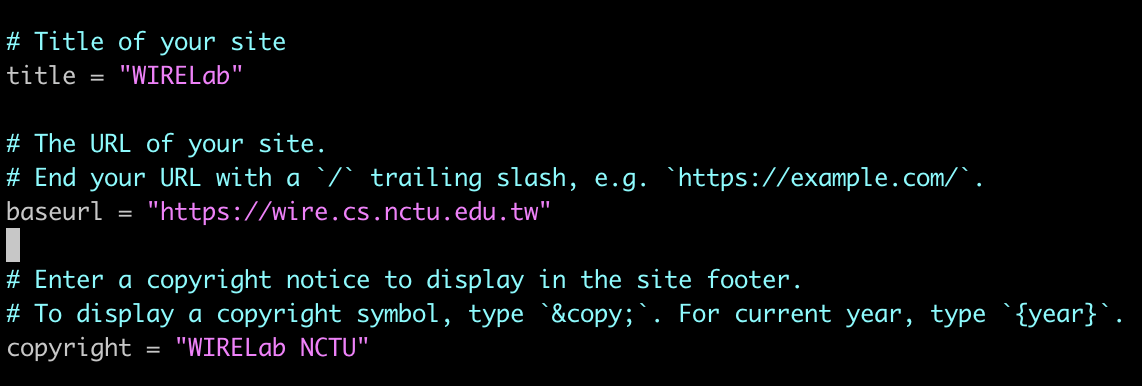 # Title of your site
title = "WIRELab"
# The URL of your site.
# End your URL with a `/` trailing slash, e.g. `https://example.com/`.
baseurl = "https://wire.cs.nctu.edu.tw"
# Enter a copyright notice to display in the site footer.
# To display a copyright symbol, type `&copy;`. For current year, type `{year}`.
copyright = "WIRELab NCTU"